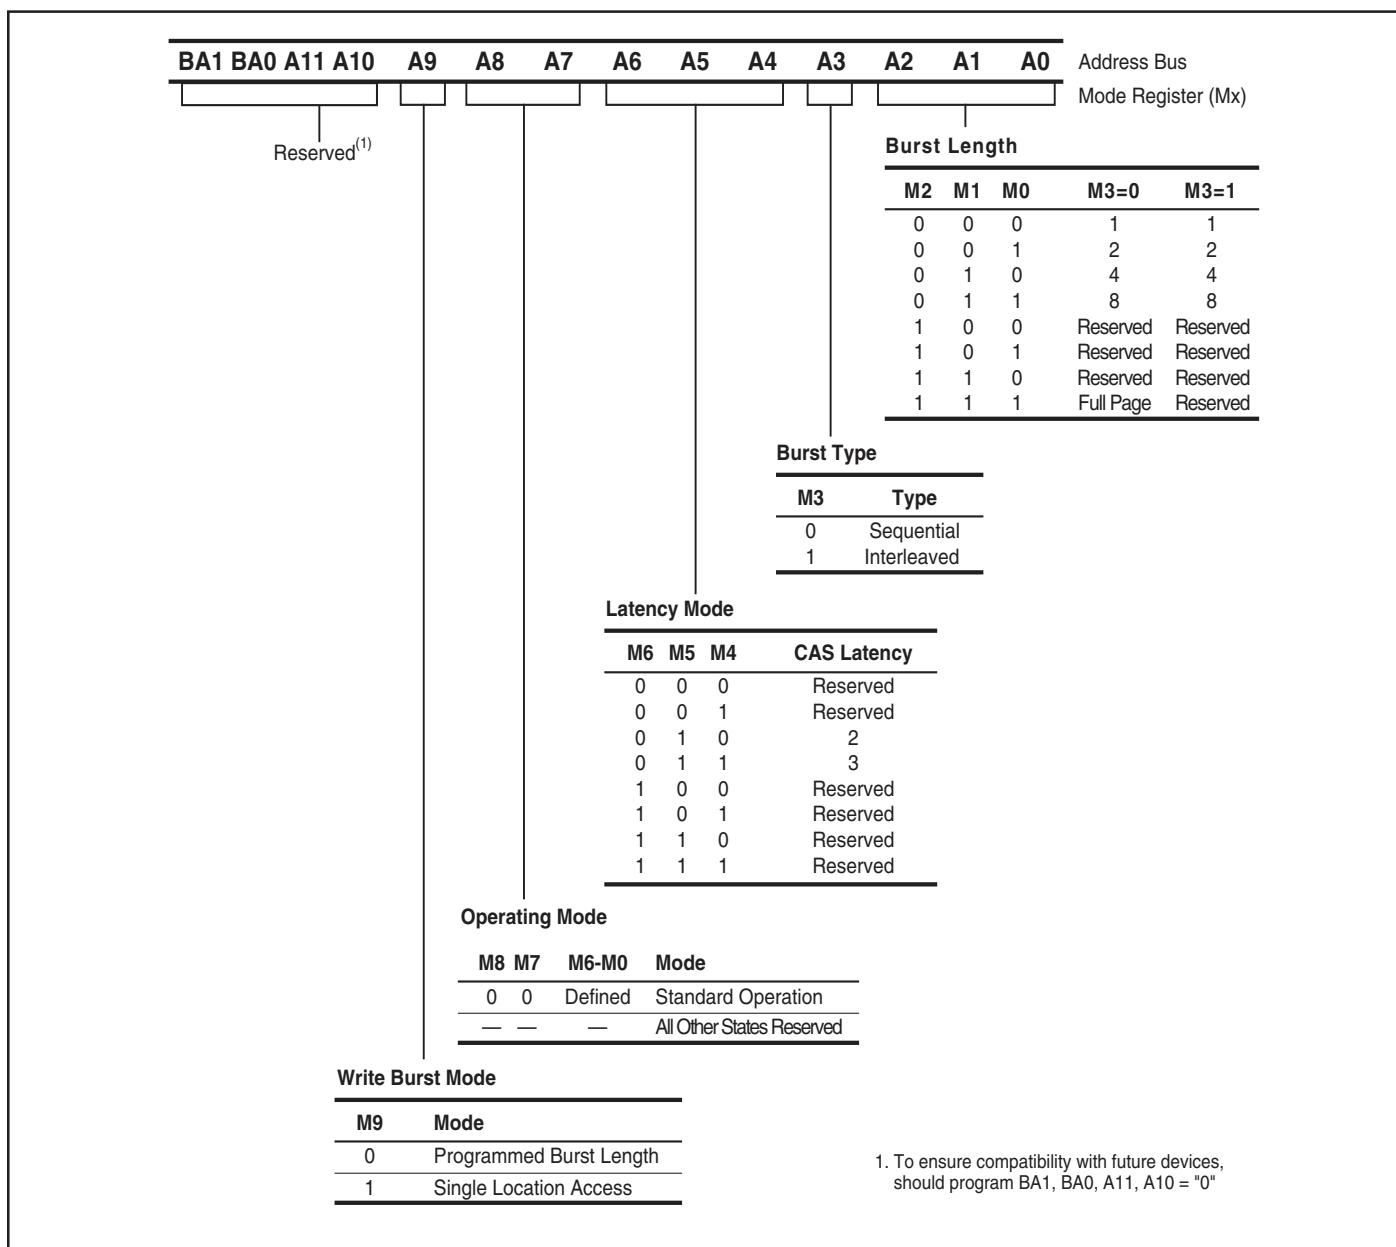 BA1 BA0 A11 A10 A9 A8 A7 A6 A5 A4 A3 A2 A1 A0 Address Bus
Mode Register (Mx)
Reserved(1)
Burst Length
M2 M1 M0 M3=0 M3=1
0 0 0 1 1
0 0 1 2 2
0 1 0 4 4
0 1 1 8 8
1 0 0 Reserved Reserved
1 0 1 Reserved Reserved
1 1 0 Reserved Reserved
1 1 1 Full Page Reserved
Burst Type
M3 Type
0 Sequential
1 Interleaved
Latency Mode
M6 M5 M4 CAS Latency
0 0 0 Reserved
0 0 1 Reserved
0 1 0 2
0 1 1 3
1 0 0 Reserved
1 0 1 Reserved
1 1 0 Reserved
1 1 1 Reserved
Operating Mode
M8 M7 M6-M0 Mode
0 0 Defined Standard Operation
— — — All Other States Reserved
Write Burst Mode
M9 Mode
0 Programmed Burst Length
1 Single Location Access
1. To ensure compatibility with future devices,
should program BA1, BA0, A11, A10 = "0"